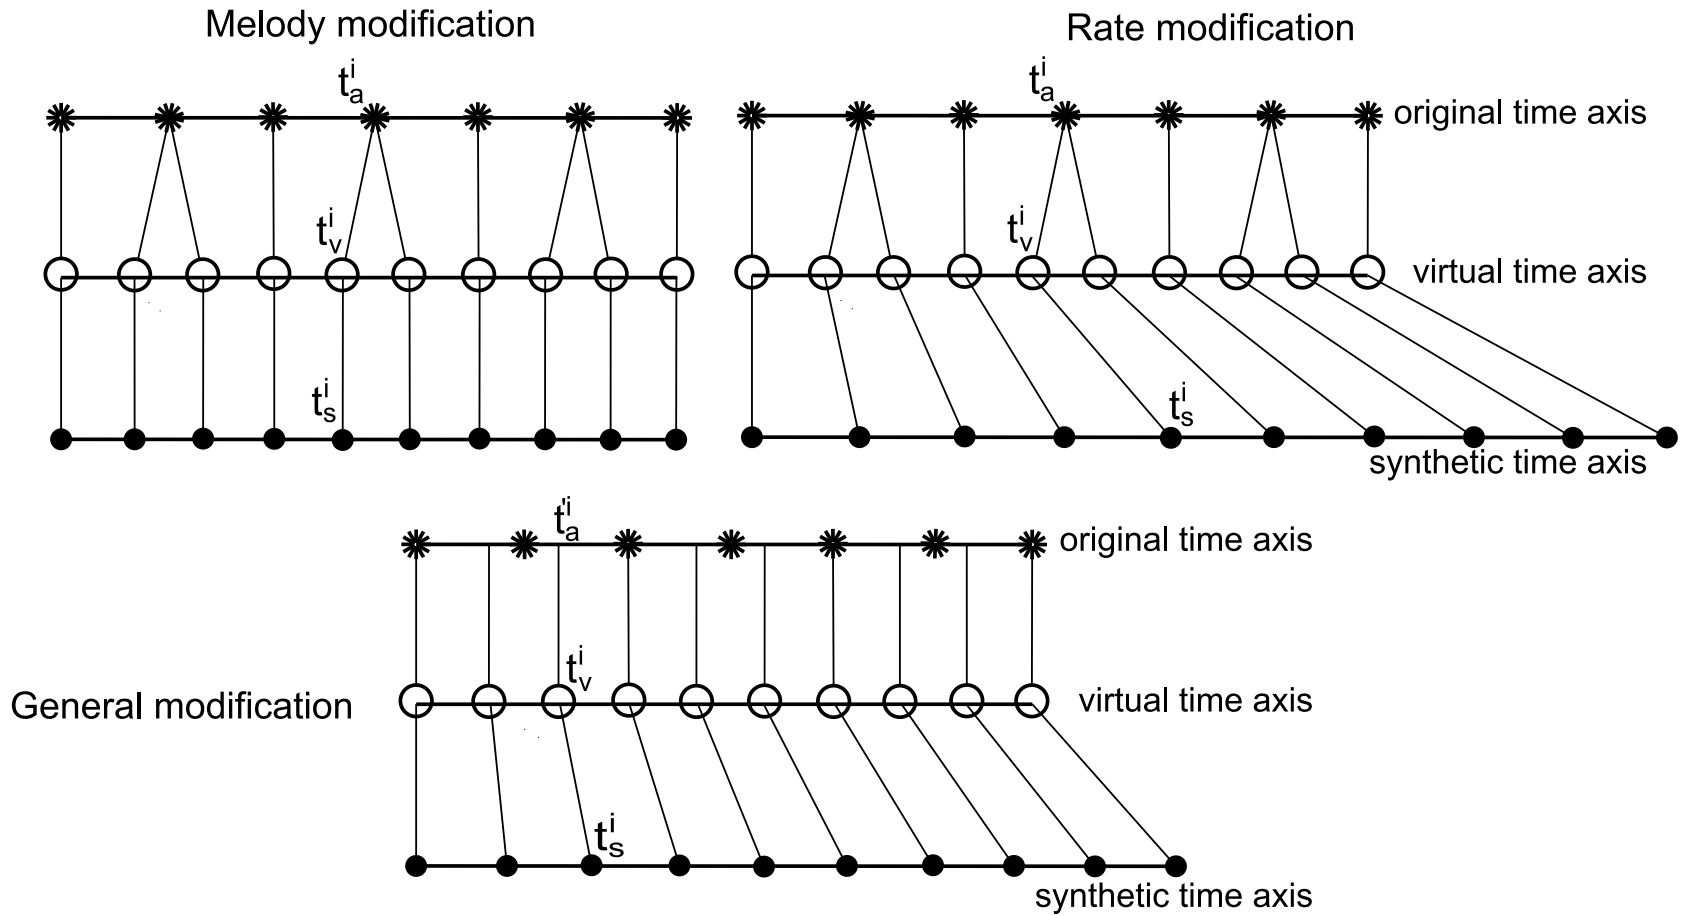 Melody modification
Rate modification
t_a^i
t_a^i
original time axis
t_v^i
t_v^i
virtual time axis
t_s^i
t_s^i
synthetic time axis
t_a^'i
original time axis
t_v^i
General modification
virtual time axis
t_s^i
synthetic time axis